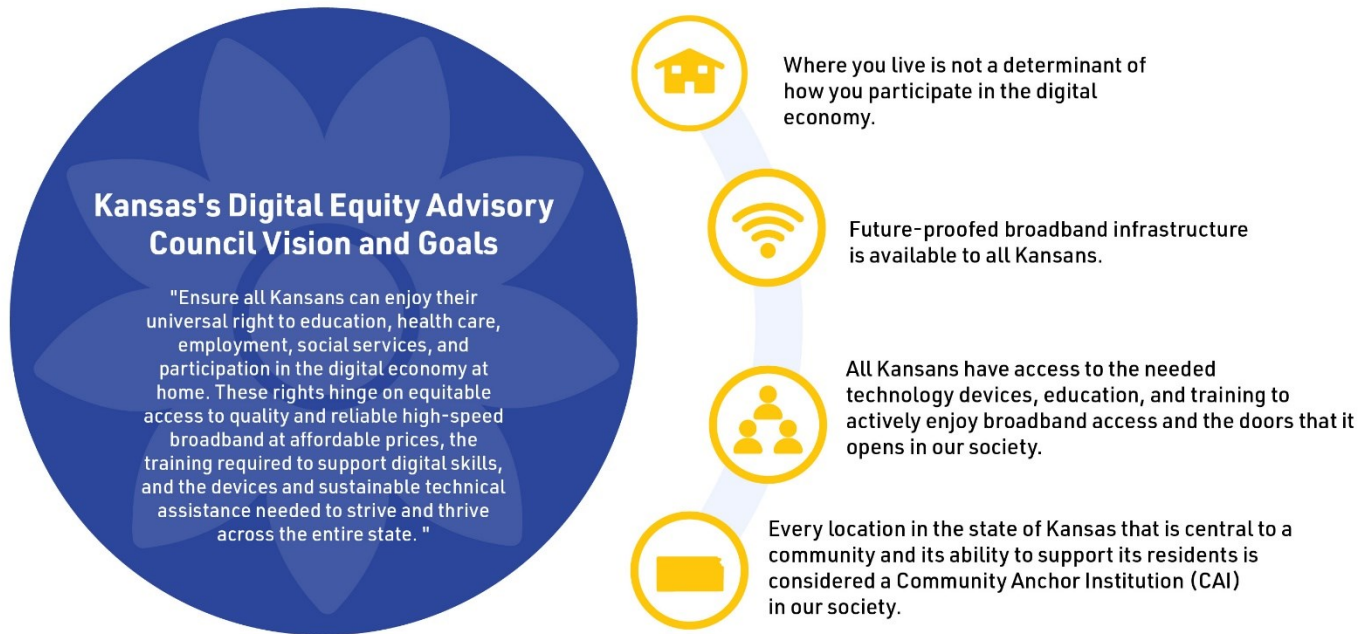 Kansas's Digital Equity Advisory
Council Vision and Goals
"Ensure all Kansans can enjoy their
universal right to education, health care,
employment, social services, and
participation in the digital economy at
home. These rights hinge on equitable
access to quality and reliable high-speed
broadband at affordable prices, the
training required to support digital skills,
and the devices and sustainable technical
assistance needed to strive and thrive
across the entire state. "
Where you live is not a determinant of
how you participate in the digital
economy.
Future-proofed broadband infrastructure
is available to all Kansans.
All Kansans have access to the needed
technology devices, education, and training to
actively enjoy broadband access and the doors that it
opens in our society.
Every location in the state of Kansas that is central to a
community and its ability to support its residents is
considered a Community Anchor Institution (CAI)
in our society.